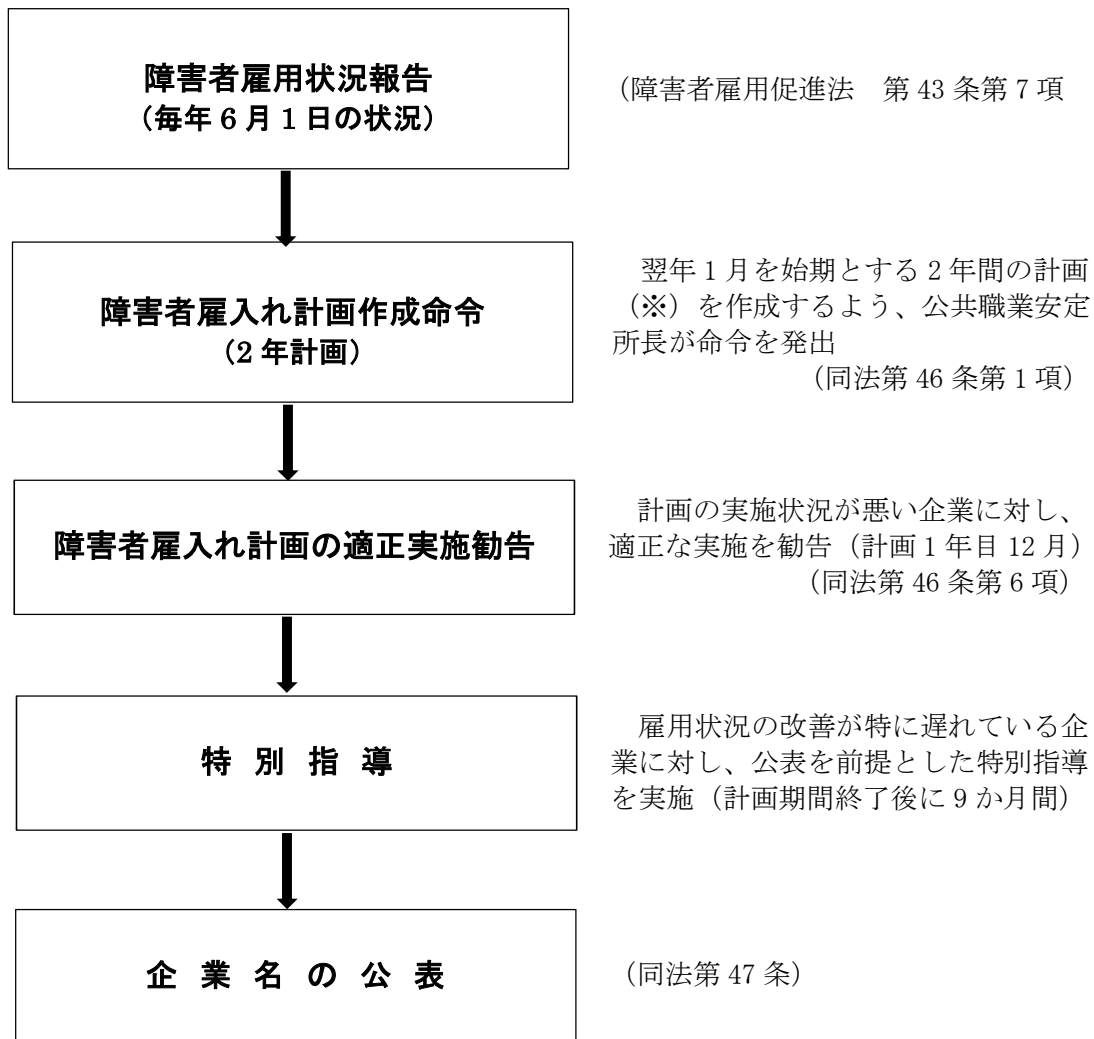 障害者雇用状況報告
（毎年６月１日の状況）
（障害者雇用促進法　第 43 条第 7 項
障害者雇入れ計画作成命令
（２年計画）
翌年 1 月を始期とする 2 年間の計画
（※）を作成するよう、公共職業安定
所長が命令を発出
（同法第 46 条第 1 項）
障害者雇入れ計画の適正実施勧告
計画の実施状況が悪い企業に対し、
適正な実施を勧告（計画 1 年目 12 月）
（同法第 46 条第 6 項）
特 別 指 導
雇用状況の改善が特に遅れている企
業に対し、公表を前提とした特別指導
を実施（計画期間終了後に 9 か月間）
企 業 名 の 公 表
（同法第 47 条）